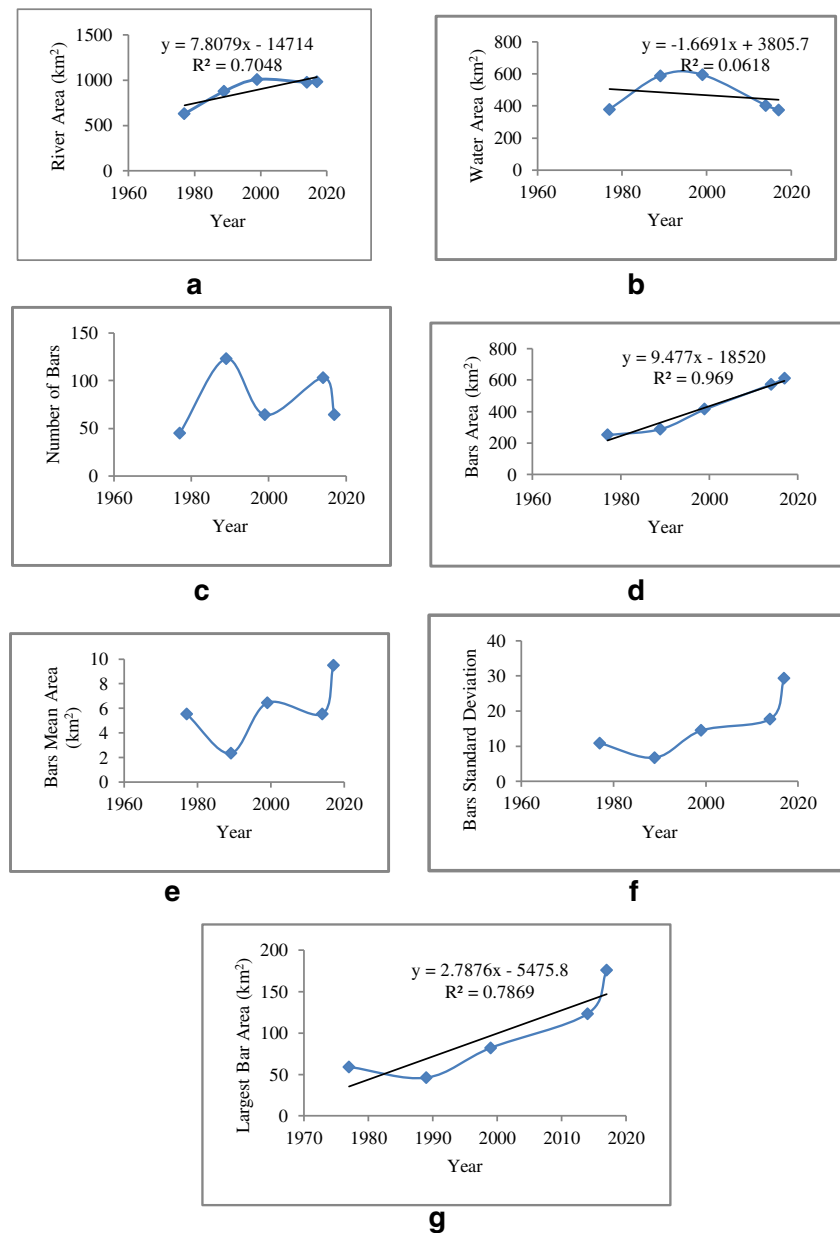 y = 7.8079x - 14714
R² = 0.7048
River Area (km²)
0
500
1000
1500
1960
1980
2000
2020
Year
a
y = -1.6691x + 3805.7
R² = 0.0618
Water Area (km²)
0
200
400
600
800
1960
1980
2000
2020
Year
b
Number of Bars
0
50
100
150
1960
1980
2000
2020
Year
c
y = 9.477x - 18520
R² = 0.969
Bars Area (km²)
0
200
400
600
800
1960
1980
2000
2020
Year
d
Bars Mean Area
(km²)
0
2
4
6
8
10
1960
1980
2000
2020
Year
e
Bars Standard Deviation
0
10
20
30
40
1960
1980
2000
2020
Year
f
y = 2.7876x - 5475.8
R² = 0.7869
Largest Bar Area (km²)
0
50
100
150
200
1970
1980
1990
2000
2010
2020
Year
g